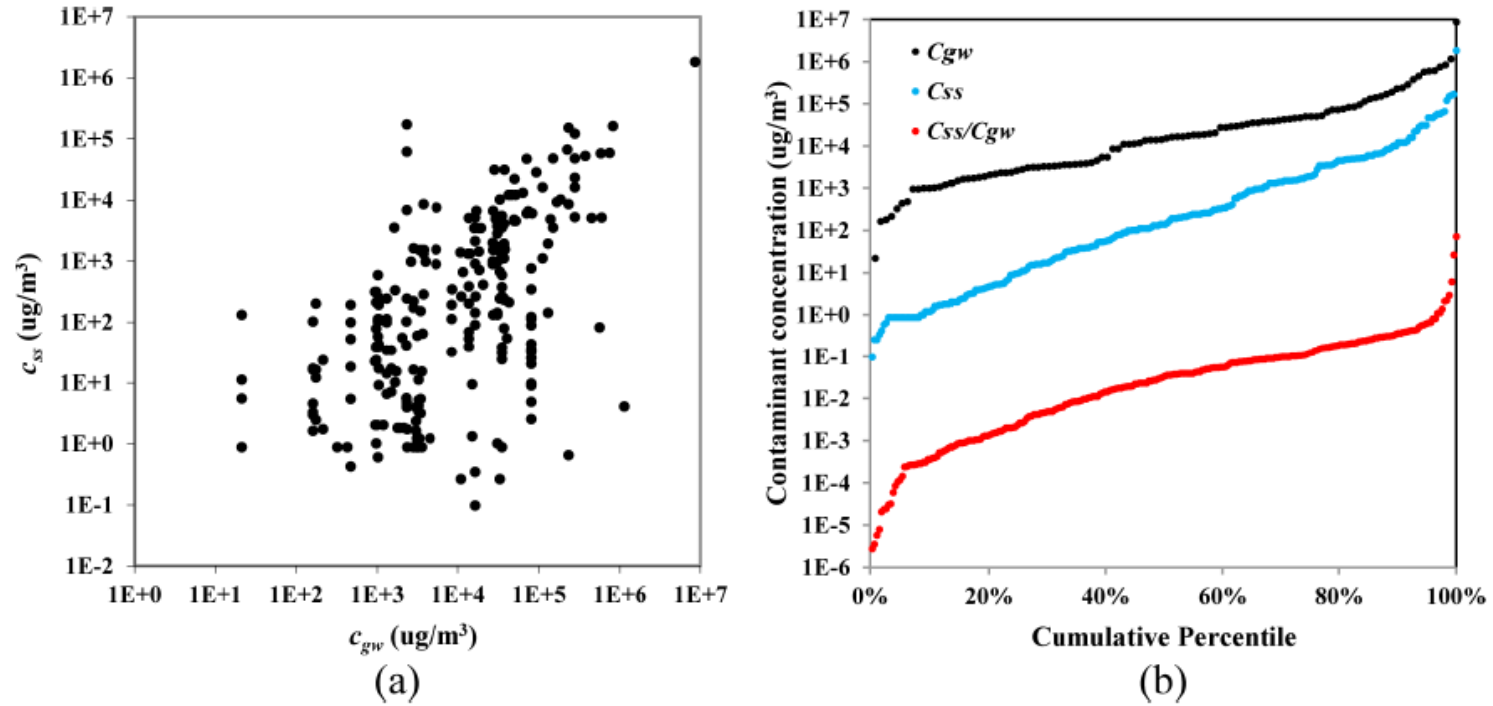 1E+7
1E+6
1E+5
1E+4
1E+3
1E+2
1E+1
1E+0
1E-1
1E-2
css (ug/m³)
1E+0 1E+1 1E+2 1E+3 1E+4 1E+5 1E+6 1E+7
cgw (ug/m³)
(a)
1E+7
1E+6
1E+5
1E+4
1E+3
1E+2
1E+1
1E+0
1E-1
1E-2
1E-3
1E-4
1E-5
1E-6
Contaminant concentration (ug/m³)
Cgw
Css
Css/Cgw
0% 20% 40% 60% 80% 100%
Cumulative Percentile
(b)